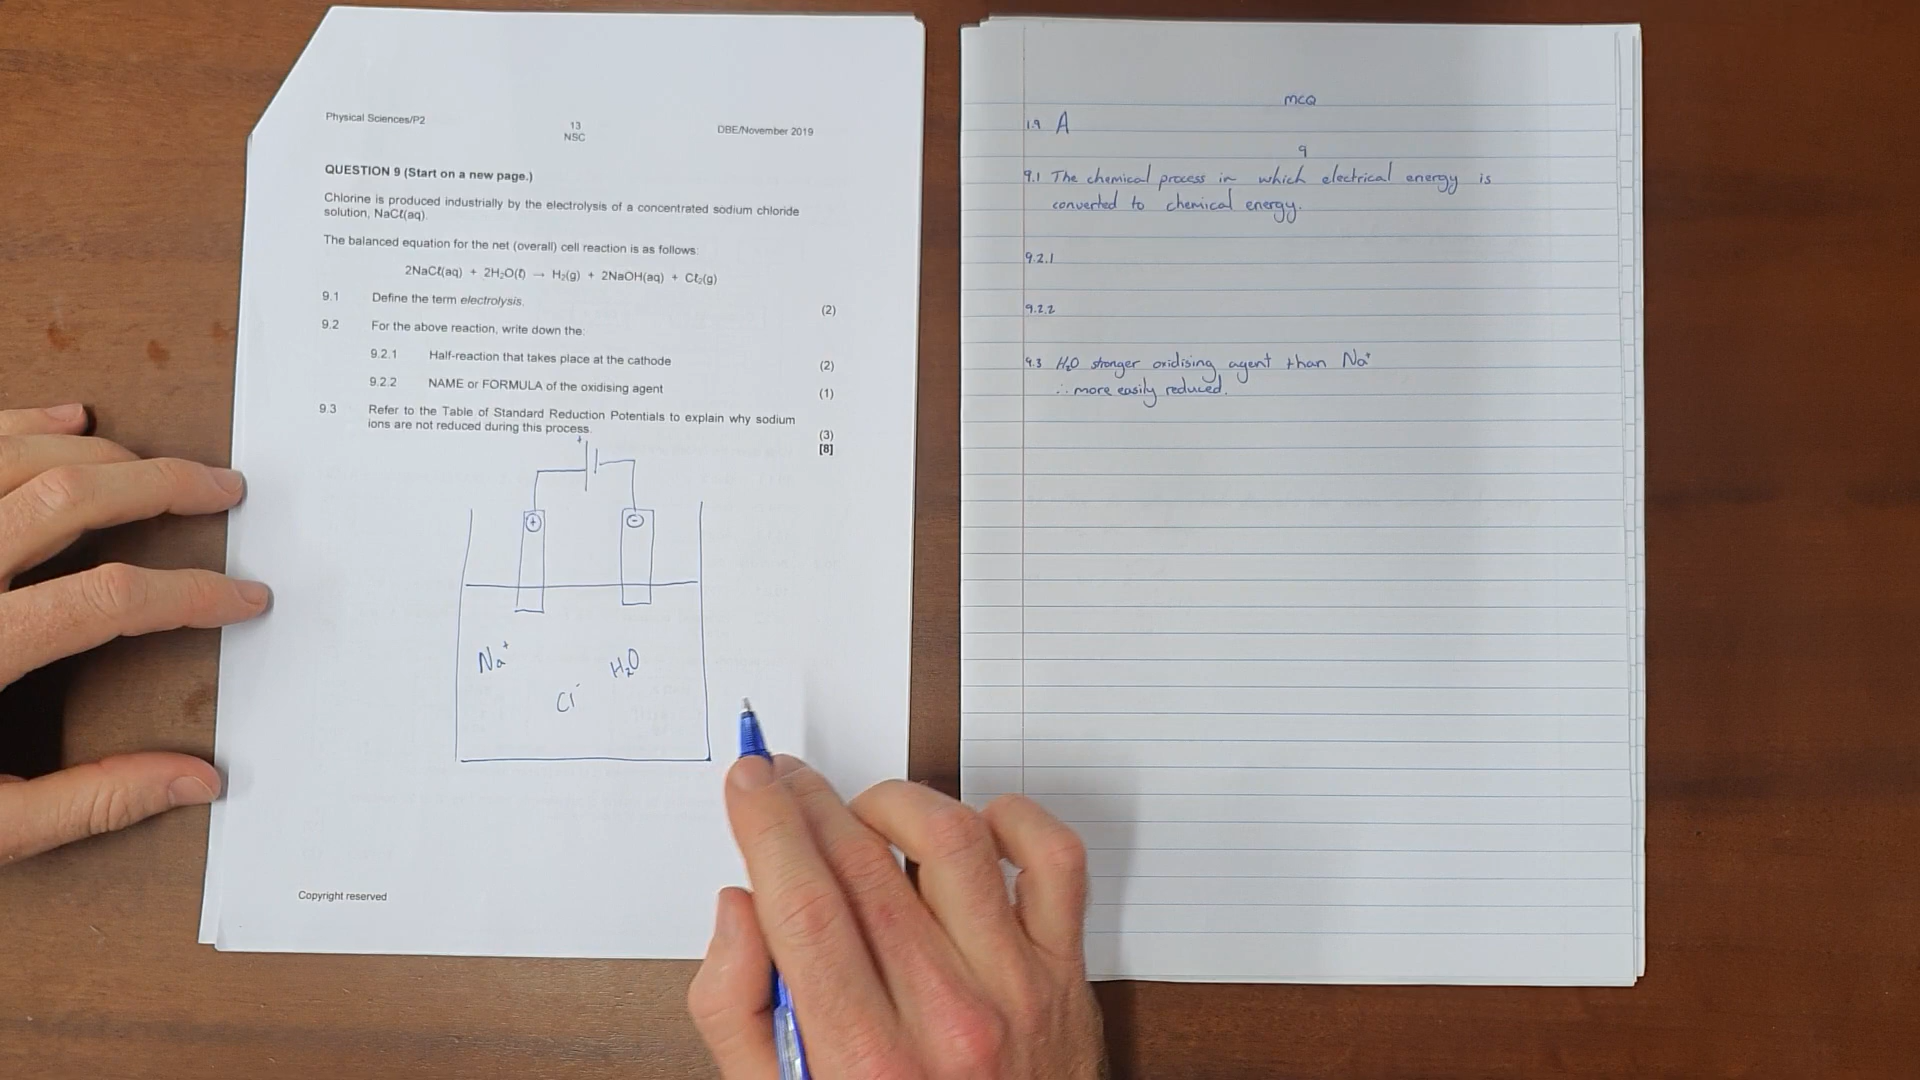 Physical Sciences/P2
13
NSC
DBE/November 2019
QUESTION 9 (Start on a new page.)
Chlorine is produced industrially by the electrolysis of a concentrated sodium chloride
solution, NaCℓ(aq).
The balanced equation for the net (overall) cell reaction is as follows:
2NaCℓ(aq) + 2H₂O(ℓ) → H₂(g) + 2NaOH(aq) + Cℓ₂(g)
9.1 Define the term electrolysis.
(2)
9.2 For the above reaction, write down the:
9.2.1 Half-reaction that takes place at the cathode
(2)
9.2.2 NAME or FORMULA of the oxidising agent
(1)
9.3 Refer to the Table of Standard Reduction Potentials to explain why sodium
ions are not reduced during this process.
(3)
[8]
+
+ −
Na⁺
H₂O
Cl⁻
Copyright reserved
MCQ
1.9 A
9
9.1 The chemical process in which electrical energy is
converted to chemical energy.
9.2.1
9.2.2
9.3 H₂O stronger oxidising agent than Na⁺
∴ more easily reduced.